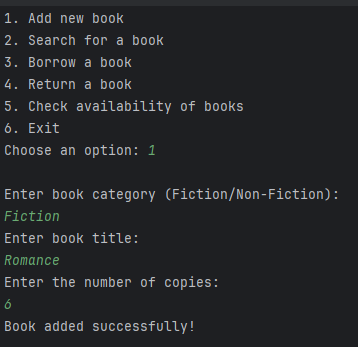 1. Add new book
2. Search for a book
3. Borrow a book
4. Return a book
5. Check availability of books
6. Exit
Choose an option: 1
Enter book category (Fiction/Non-Fiction):
Fiction
Enter book title:
Romance
Enter the number of copies:
6
Book added successfully!